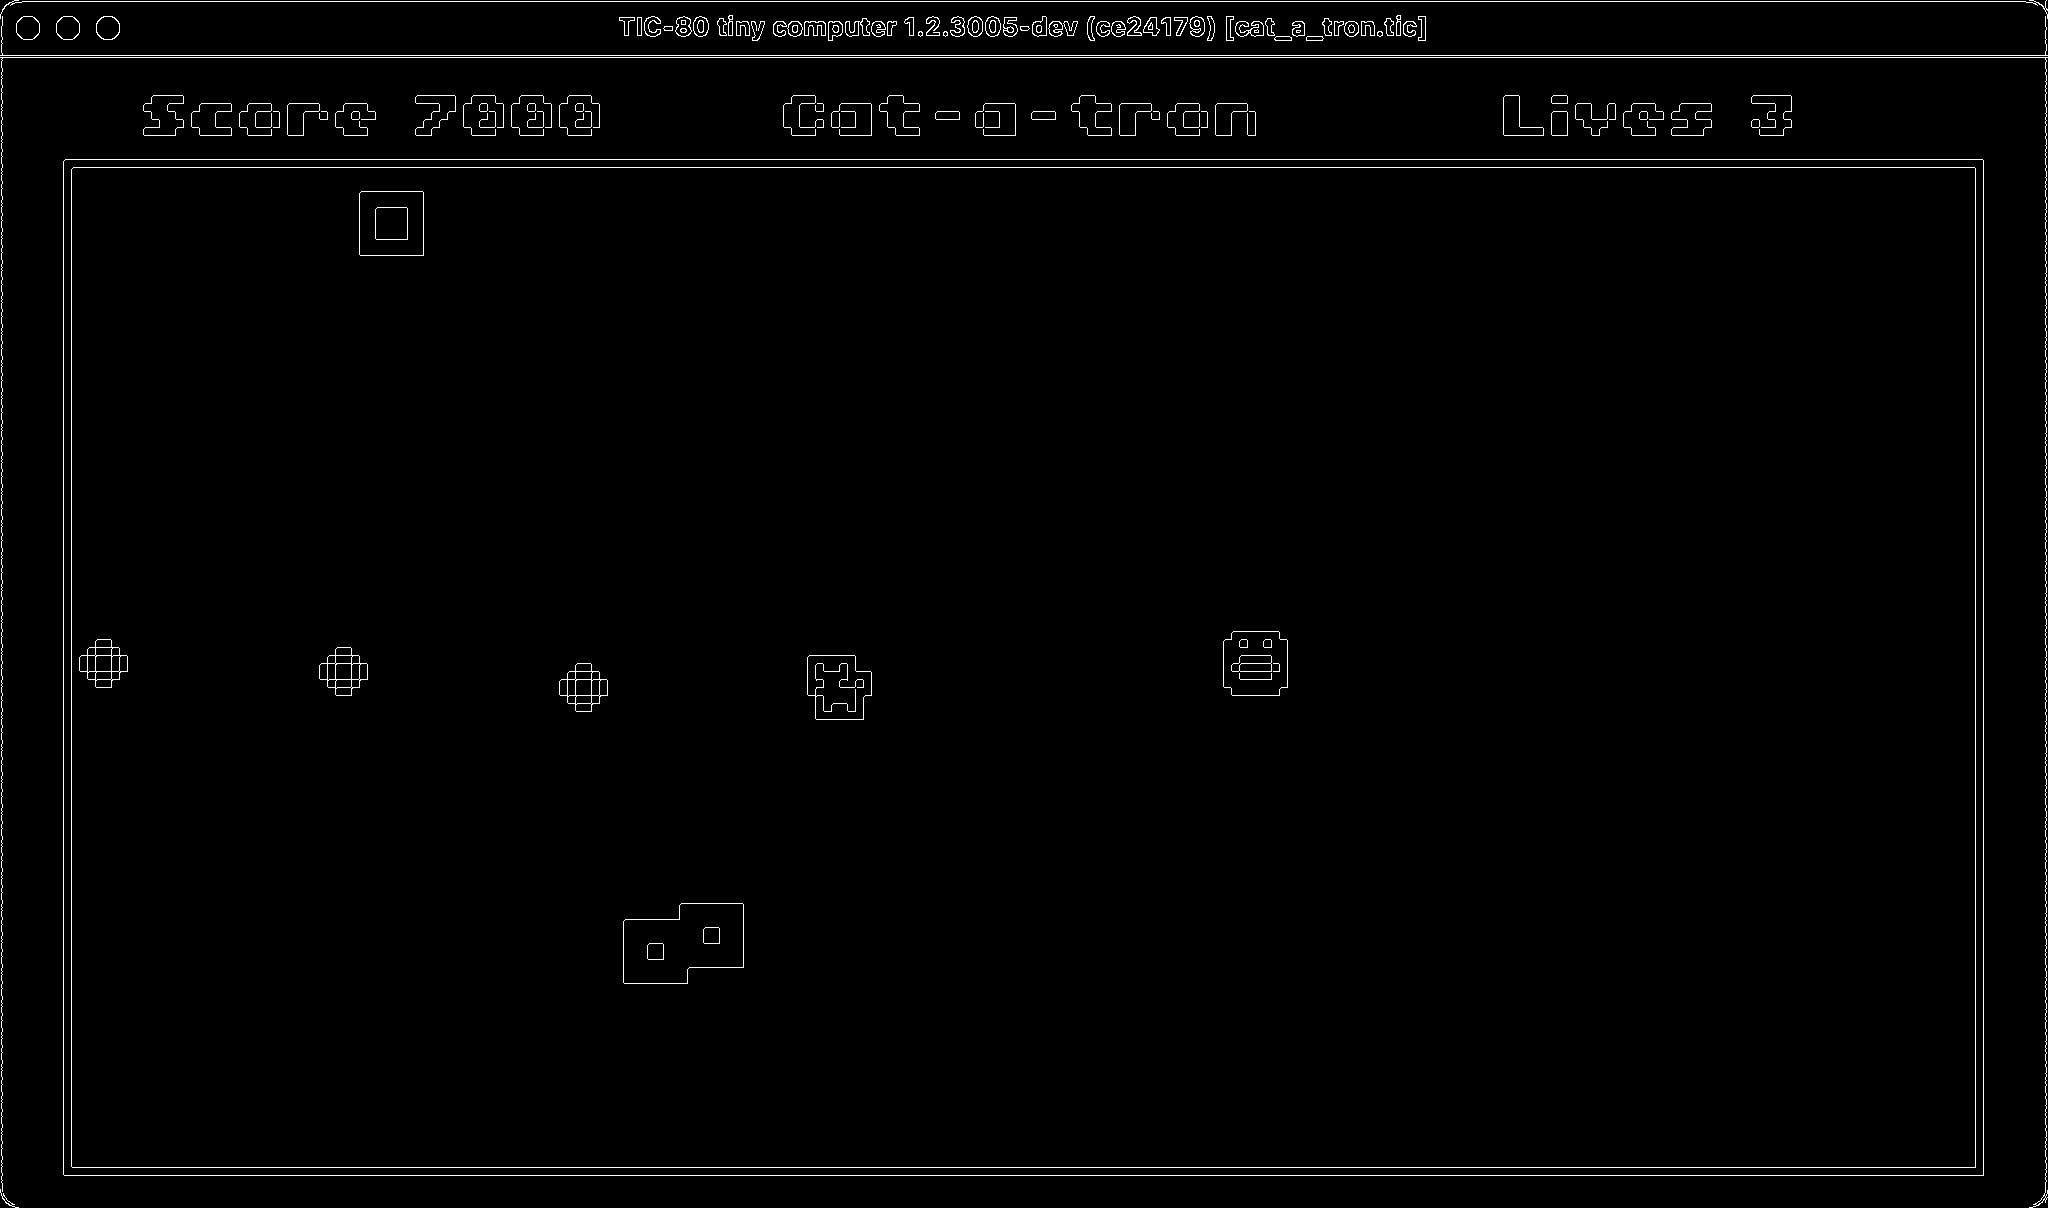 TIC-80 tiny computer 1.2.3005-dev (ce24179) [cat_a_tron.tic]
Score 7000 Cat-a-tron Lives 3